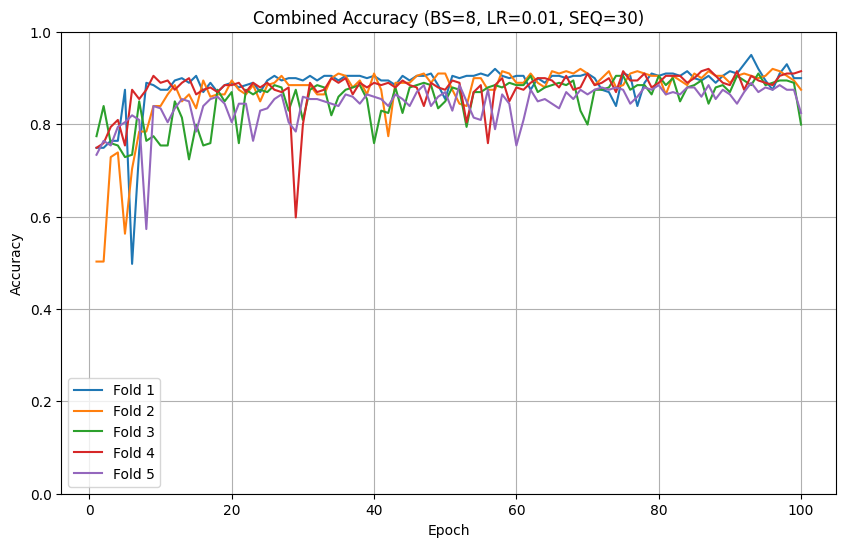 Combined Accuracy (BS=8, LR=0.01, SEQ=30)
1.0
0.8
0.6
0.4
0.2
0.0
Accuracy
Fold 1
Fold 2
Fold 3
Fold 4
Fold 5
0 20 40 60 80 100
Epoch